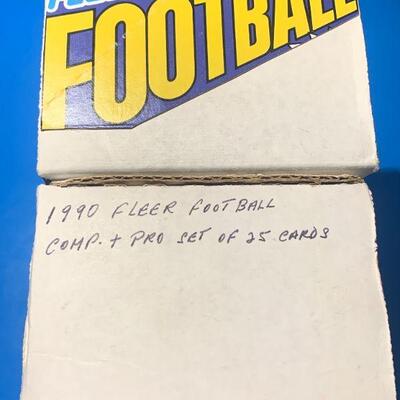 FOOTBALL
1990 FLEER FOOTBALL
COMP. + PRO SET OF 25 CARDS